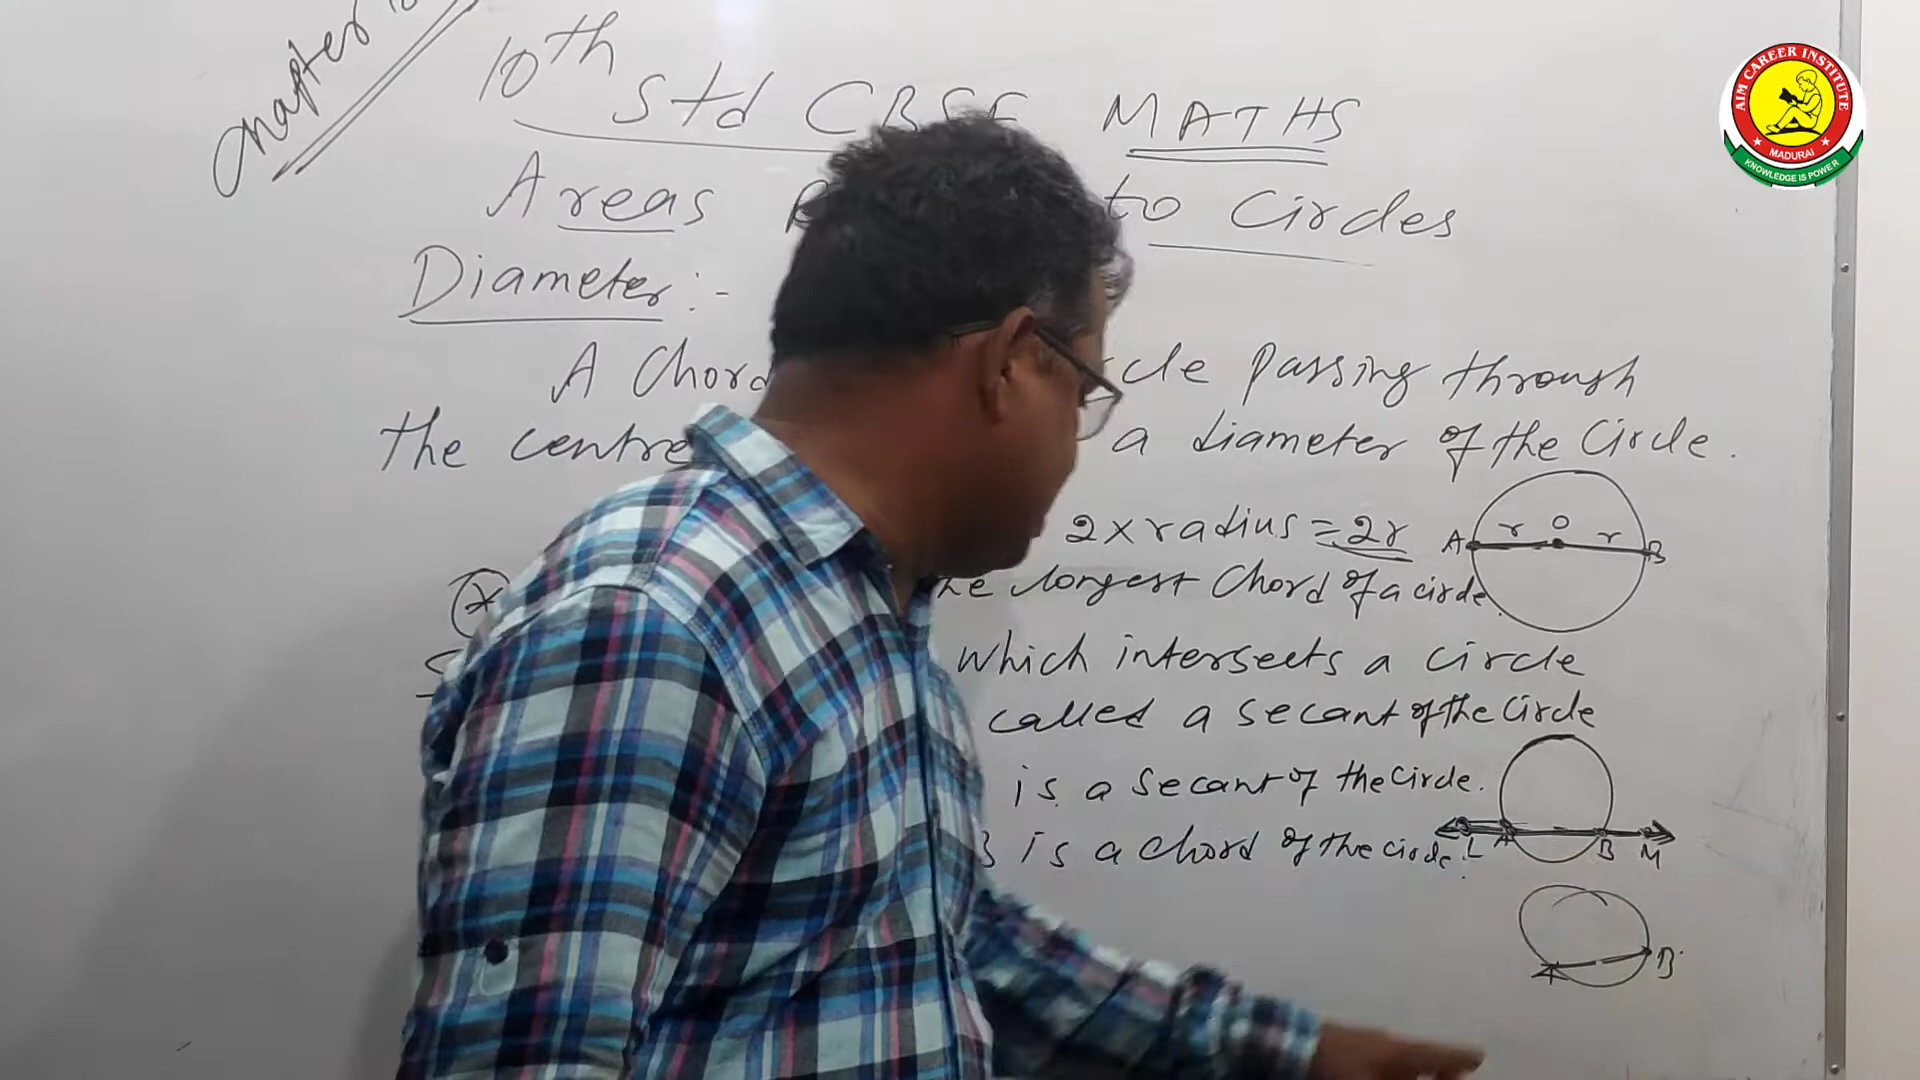 Chapter
10th Std CBSE MATHS
Areas to Circles
Diameter :-
A Chord cle passing through
the centre a diameter of the Circle.
2 x radius = 2r
A r O r B
he longest Chord of a circle.
which intersects a circle
called a secant of the Circle
is a Secant of the Circle.
B is a chord of the circle.
L A B M
A B
AIM CAREER INSTITUTE
MADURAI
KNOWLEDGE IS POWER